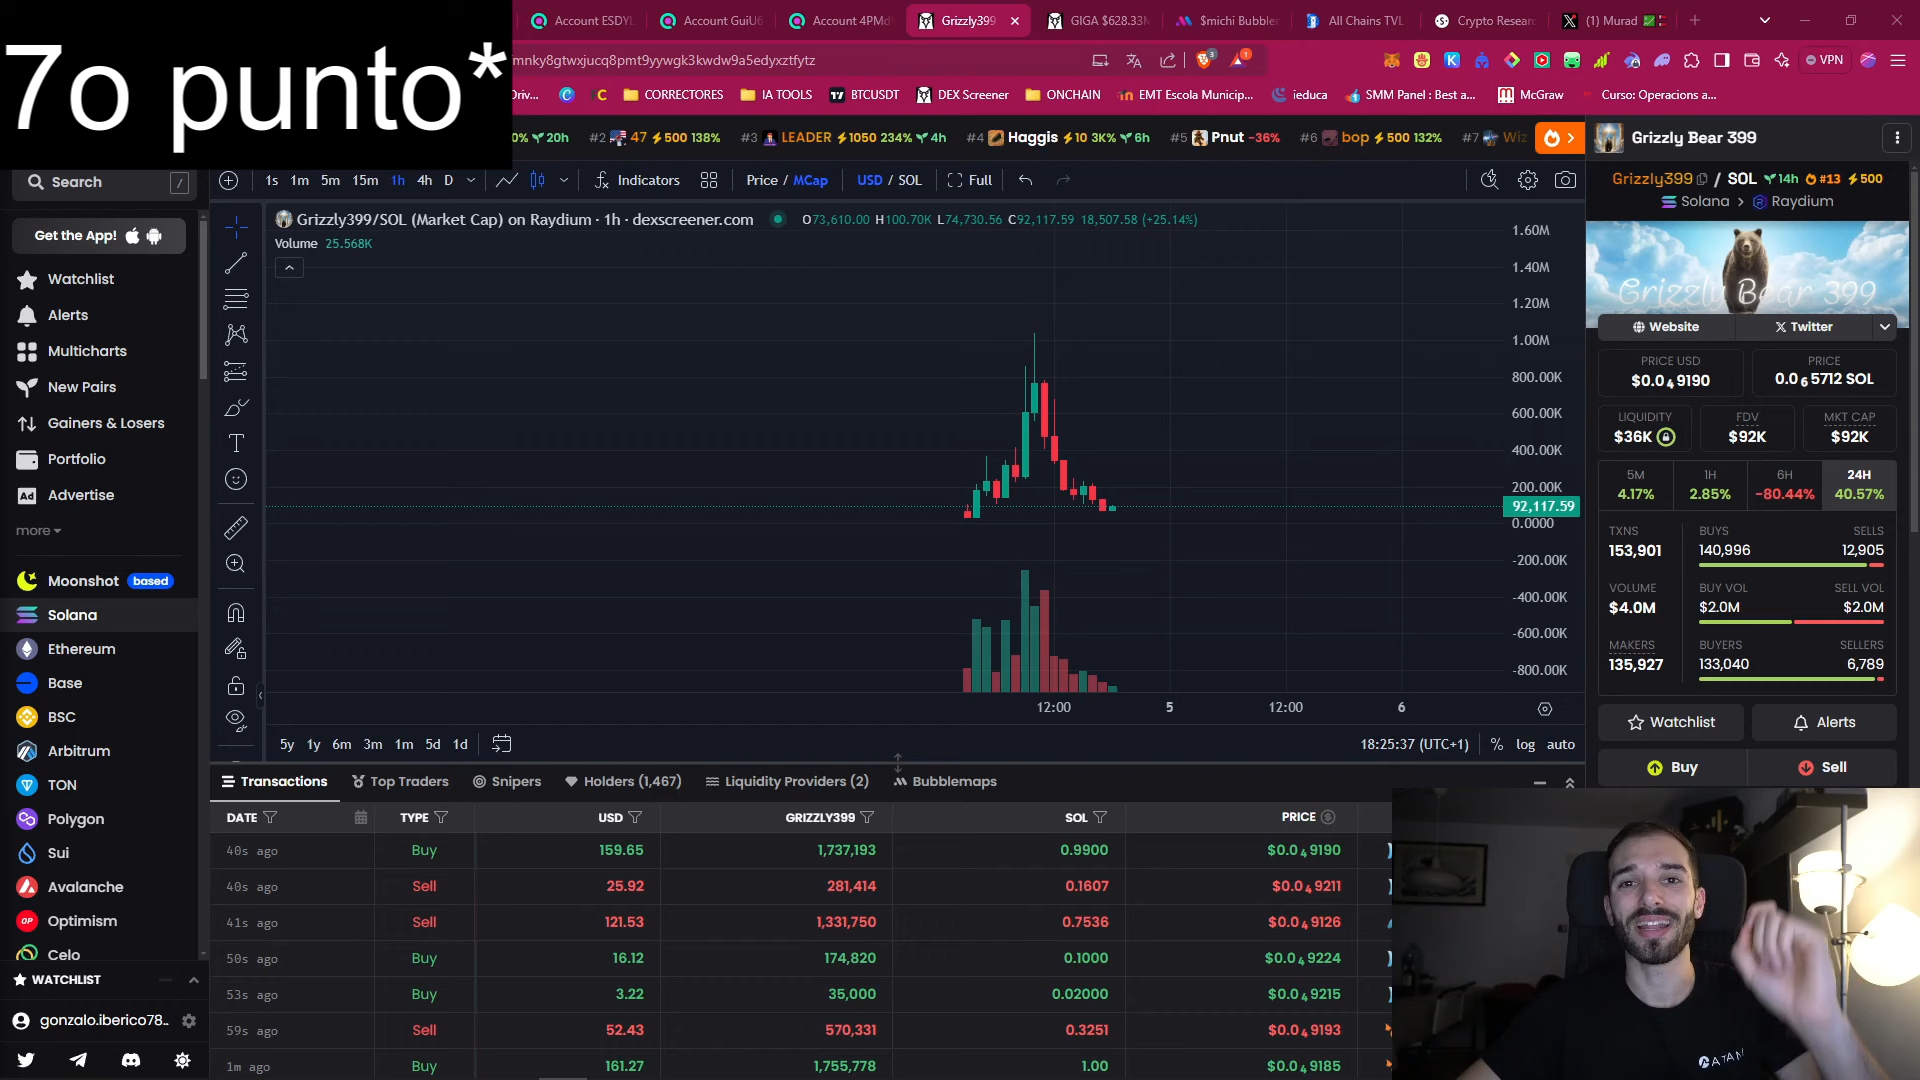 7o punto*
Account ESDYL
Account GuiU6
Account 4PMd
Grizzly399
GIGA $628.33M
$michi Bubblem
All Chains TVL
Crypto Resear
(1) Murad
mnky8gtwxjucq8pmt9yywgk3kwdw9a5edyxztfytz
3
1
VPN
Driv...
CORRECTORES
IA TOOLS
BTCUSDT
DEX Screener
ONCHAIN
EMT Escola Municip...
ieduca
SMM Panel : Best a...
McGraw
Curso: Operacions a...
0% 20h
#2 47 500 138%
#3 LEADER 1050 234% 4h
#4 Haggis 10 3K% 6h
#5 Pnut -36%
#6 bop 500 132%
#7 Wiz
Grizzly Bear 399
Search /
1s 1m 5m 15m 1h 4h D
Indicators
Price / MCap
USD / SOL
Full
Grizzly399 / SOL 14h #13 500
Solana > Raydium
Get the App!
Grizzly399/SOL (Market Cap) on Raydium · 1h · dexscreener.com
O73,610.00 H100.70K L74,730.56 C92,117.59 18,507.58 (+25.14%)
Volume 25.568K
Watchlist
Alerts
Multicharts
New Pairs
Gainers & Losers
Portfolio
Ad Advertise
more
Moonshot based
Solana
Ethereum
Base
BSC
Arbitrum
TON
Polygon
Sui
Avalanche
OP Optimism
Celo
WATCHLIST
gonzalo.iberico78..
1.60M
1.40M
1.20M
1.00M
800.00K
600.00K
400.00K
200.00K
92,117.59
0.0000
-200.00K
-400.00K
-600.00K
-800.00K
12:00 5 12:00 6
5y 1y 6m 3m 1m 5d 1d
18:25:37 (UTC+1) % log auto
Grizzly Bear 399
Website
Twitter
PRICE USD
$0.0₄9190
PRICE
0.0₆5712 SOL
LIQUIDITY
$36K
FDV
$92K
MKT CAP
$92K
5M
4.17%
1H
2.85%
6H
-80.44%
24H
40.57%
TXNS
153,901
BUYS
140,996
SELLS
12,905
VOLUME
$4.0M
BUY VOL
$2.0M
SELL VOL
$2.0M
MAKERS
135,927
BUYERS
133,040
SELLERS
6,789
Watchlist
Alerts
Buy
Sell
Transactions
Top Traders
Snipers
Holders (1,467)
Liquidity Providers (2)
Bubblemaps
DATE TYPE USD GRIZZLY399 SOL PRICE
40s ago Buy 159.65 1,737,193 0.9900 $0.0₄9190
40s ago Sell 25.92 281,414 0.1607 $0.0₄9211
41s ago Sell 121.53 1,331,750 0.7536 $0.0₄9126
50s ago Buy 16.12 174,820 0.1000 $0.0₄9224
53s ago Buy 3.22 35,000 0.02000 $0.0₄9215
59s ago Sell 52.43 570,331 0.3251 $0.0₄9193
1m ago Buy 161.27 1,755,778 1.00 $0.0₄9185